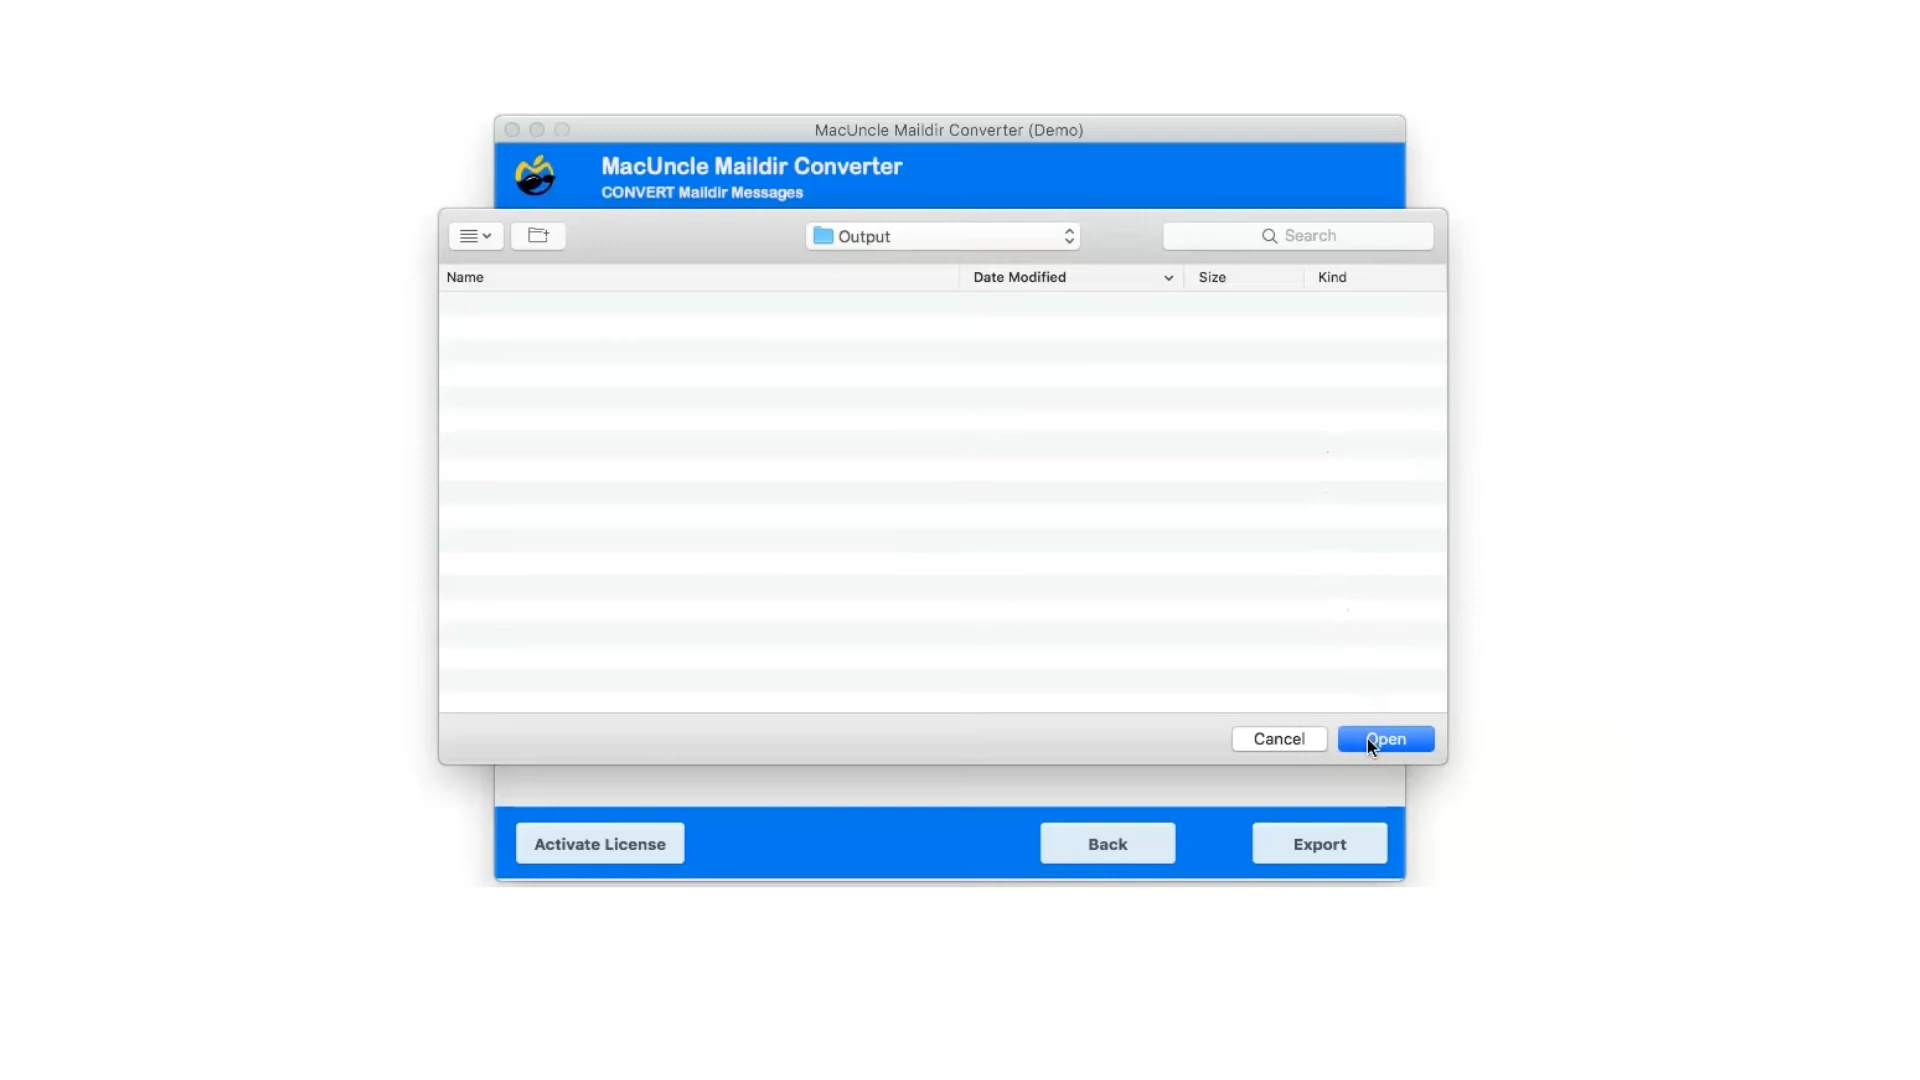 MacUncle Maildir Converter (Demo)
MacUncle Maildir Converter
CONVERT Maildir Messages
Output
Search
Name Date Modified Size Kind
Cancel Open
Activate License Back Export